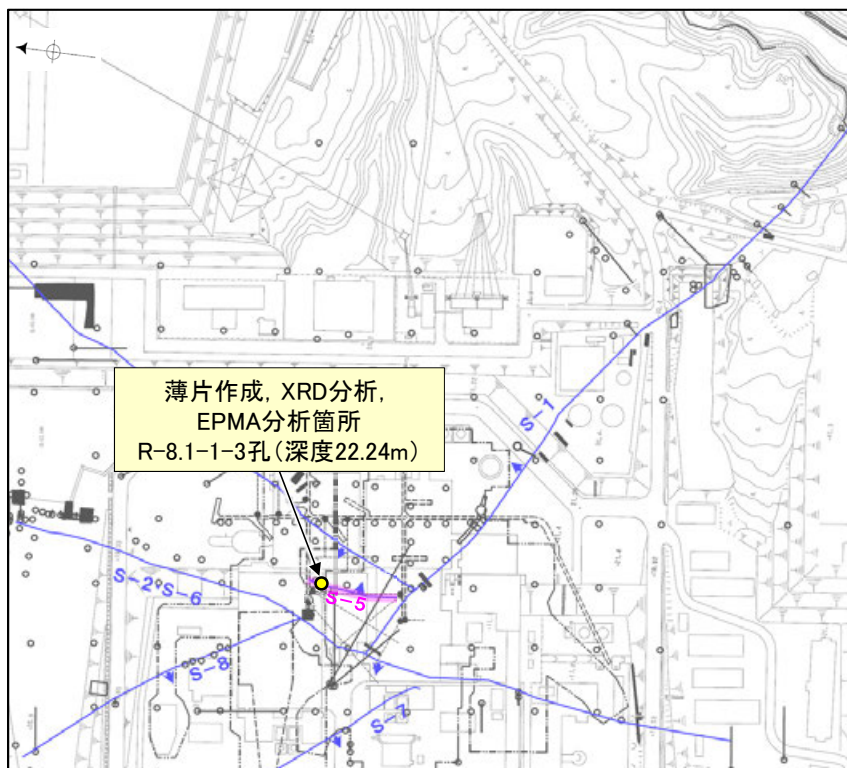 薄片作成, XRD分析,
EPMA分析箇所
R-8.1-1-3孔(深度22.24m)
S-1
S-2・S-6
S-5
S-8
S-7